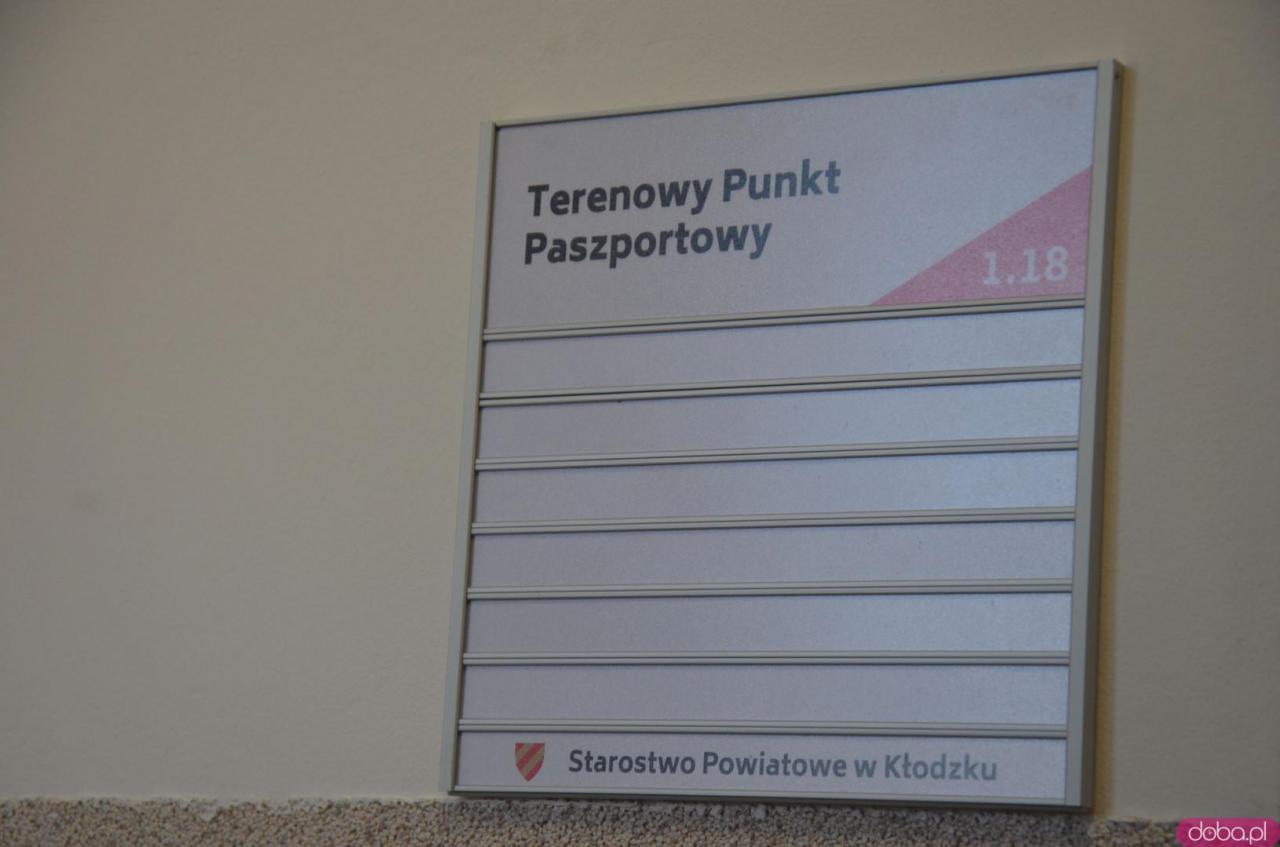 Terenowy Punkt
Paszportowy
1.18
Starostwo Powiatowe w Kłodzku
doba.pl